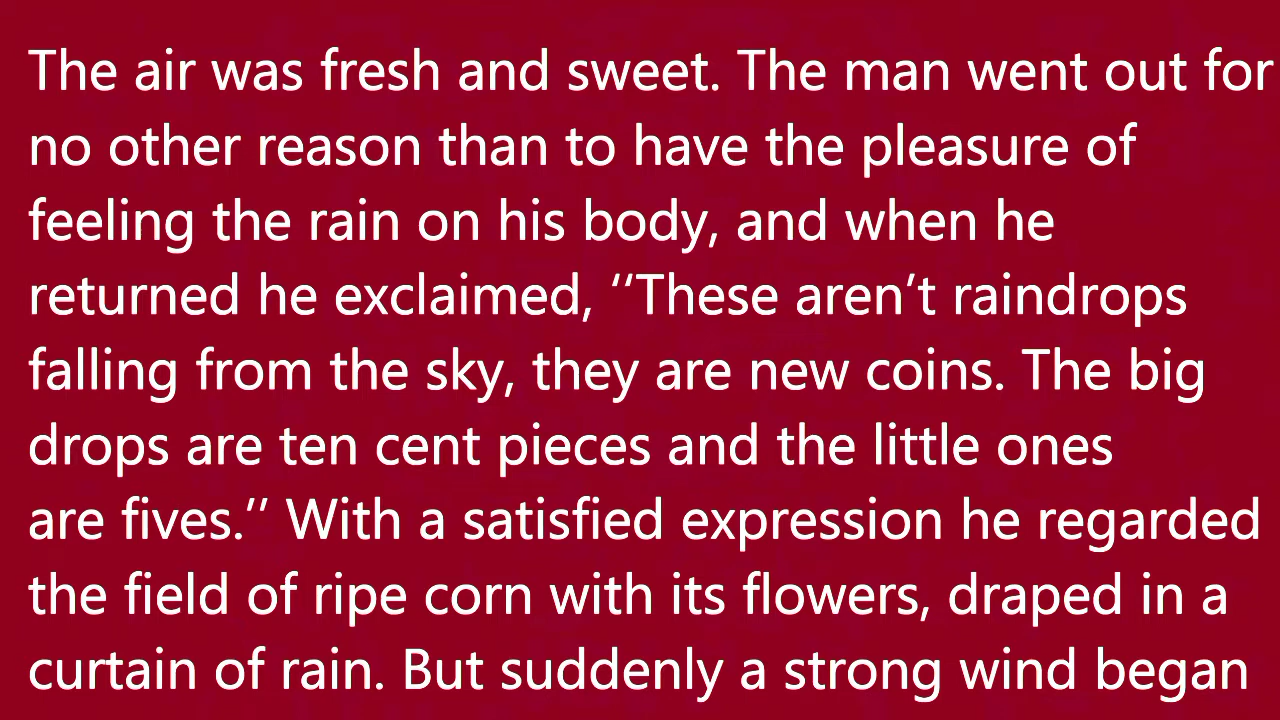 The air was fresh and sweet. The man went out for
no other reason than to have the pleasure of
feeling the rain on his body, and when he
returned he exclaimed, ‘‘These aren’t raindrops
falling from the sky, they are new coins. The big
drops are ten cent pieces and the little ones
are fives.’’ With a satisfied expression he regarded
the field of ripe corn with its flowers, draped in a
curtain of rain. But suddenly a strong wind began